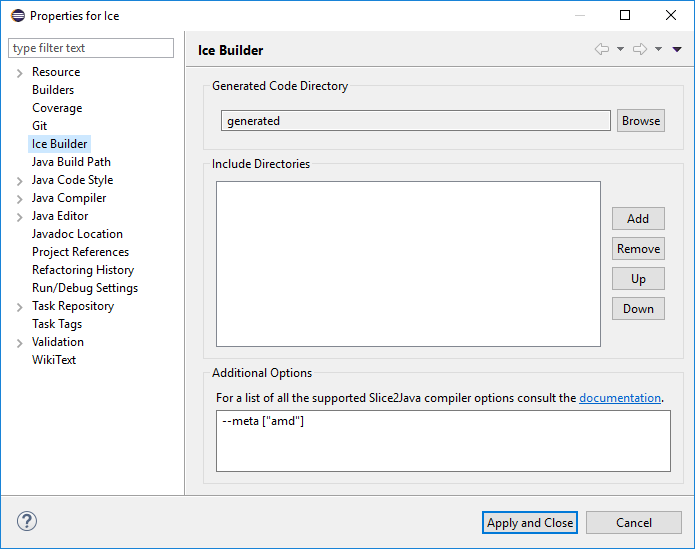 Properties for Ice
type filter text
Resource
Builders
Coverage
Git
Ice Builder
Java Build Path
Java Code Style
Java Compiler
Java Editor
Javadoc Location
Project References
Refactoring History
Run/Debug Settings
Task Repository
Task Tags
Validation
WikiText
Ice Builder
Generated Code Directory
generated
Browse
Include Directories
Add
Remove
Up
Down
Additional Options
For a list of all the supported Slice2Java compiler options consult the documentation.
--meta ["amd"]
?
Apply and Close
Cancel